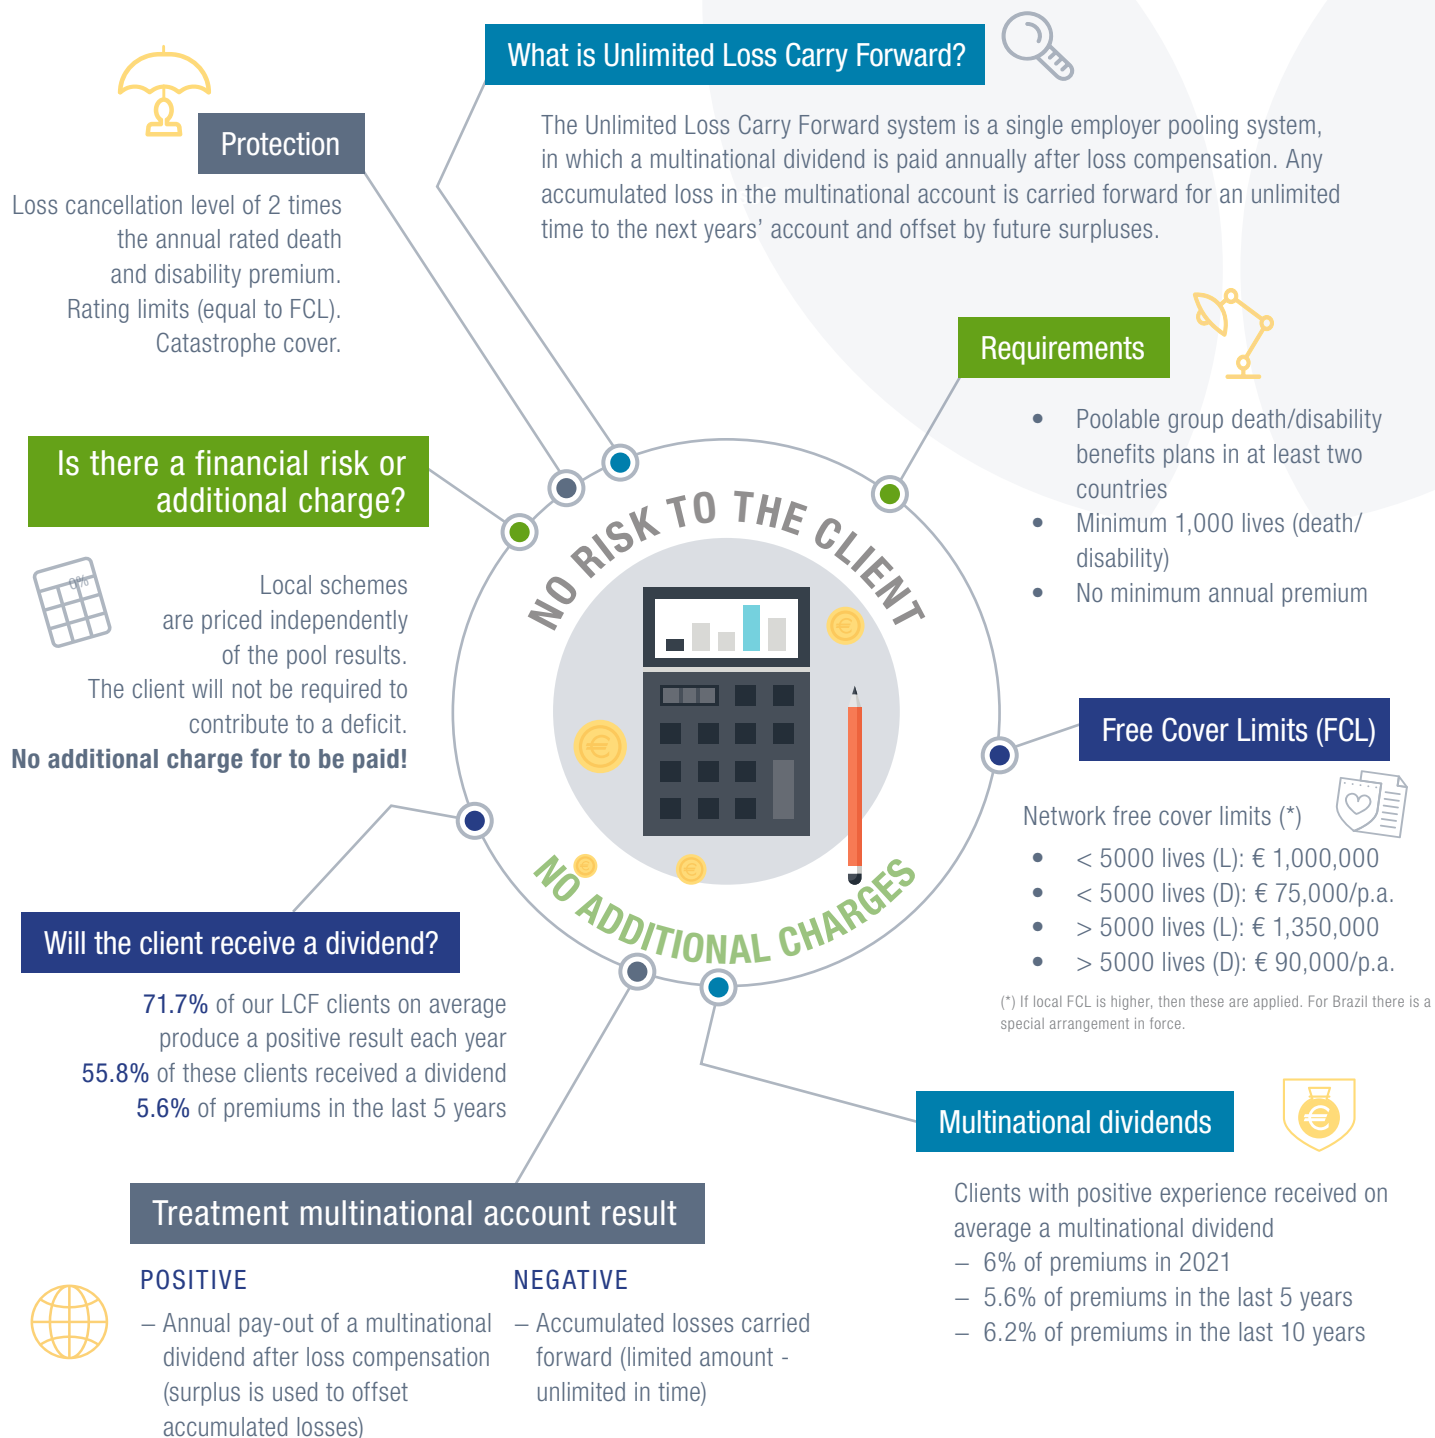 What is Unlimited Loss Carry Forward?
The Unlimited Loss Carry Forward system is a single employer pooling system,
in which a multinational dividend is paid annually after loss compensation. Any
accumulated loss in the multinational account is carried forward for an unlimited
time to the next years’ account and offset by future surpluses.
Protection
Loss cancellation level of 2 times
the annual rated death
and disability premium.
Rating limits (equal to FCL).
Catastrophe cover.
Requirements
• Poolable group death/disability
benefits plans in at least two
countries
• Minimum 1,000 lives (death/
disability)
• No minimum annual premium
Is there a financial risk or
additional charge?
0%
Local schemes
are priced independently
of the pool results.
The client will not be required to
contribute to a deficit.
No additional charge for to be paid!
NO RISK TO THE CLIENT
€
€
€
€
NO ADDITIONAL CHARGES
Free Cover Limits (FCL)
Network free cover limits (*)
• < 5000 lives (L): € 1,000,000
• < 5000 lives (D): € 75,000/p.a.
• > 5000 lives (L): € 1,350,000
• > 5000 lives (D): € 90,000/p.a.
(*) If local FCL is higher, then these are applied. For Brazil there is a
special arrangement in force.
Will the client receive a dividend?
71.7% of our LCF clients on average
produce a positive result each year
55.8% of these clients received a dividend
5.6% of premiums in the last 5 years
Multinational dividends
€
Clients with positive experience received on
average a multinational dividend
– 6% of premiums in 2021
– 5.6% of premiums in the last 5 years
– 6.2% of premiums in the last 10 years
Treatment multinational account result
POSITIVE
– Annual pay-out of a multinational
dividend after loss compensation
(surplus is used to offset
accumulated losses)
NEGATIVE
– Accumulated losses carried
forward (limited amount -
unlimited in time)